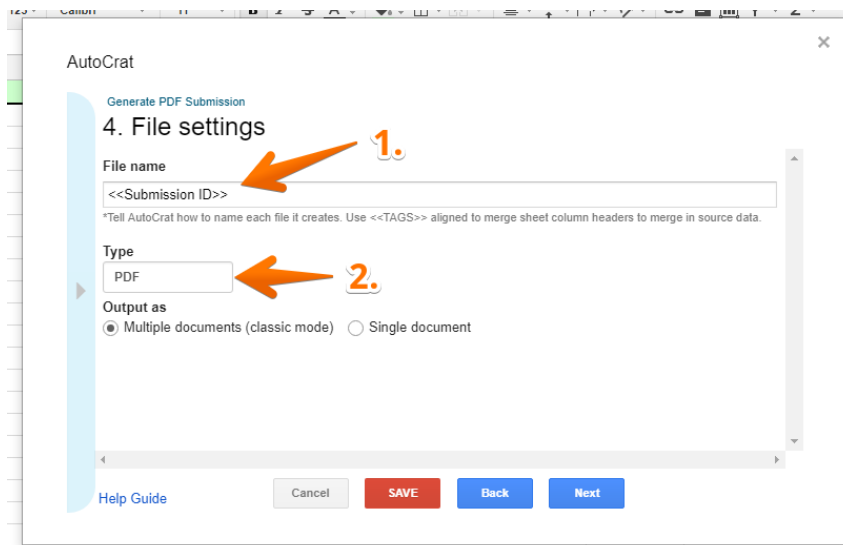 Calibri
AutoCrat
Generate PDF Submission
4. File settings
1.
File name
<<Submission ID>>
*Tell AutoCrat how to name each file it creates. Use <<TAGS>> aligned to merge sheet column headers to merge in source data.
Type
PDF
2.
Output as
Multiple documents (classic mode) Single document
Help Guide Cancel SAVE Back Next